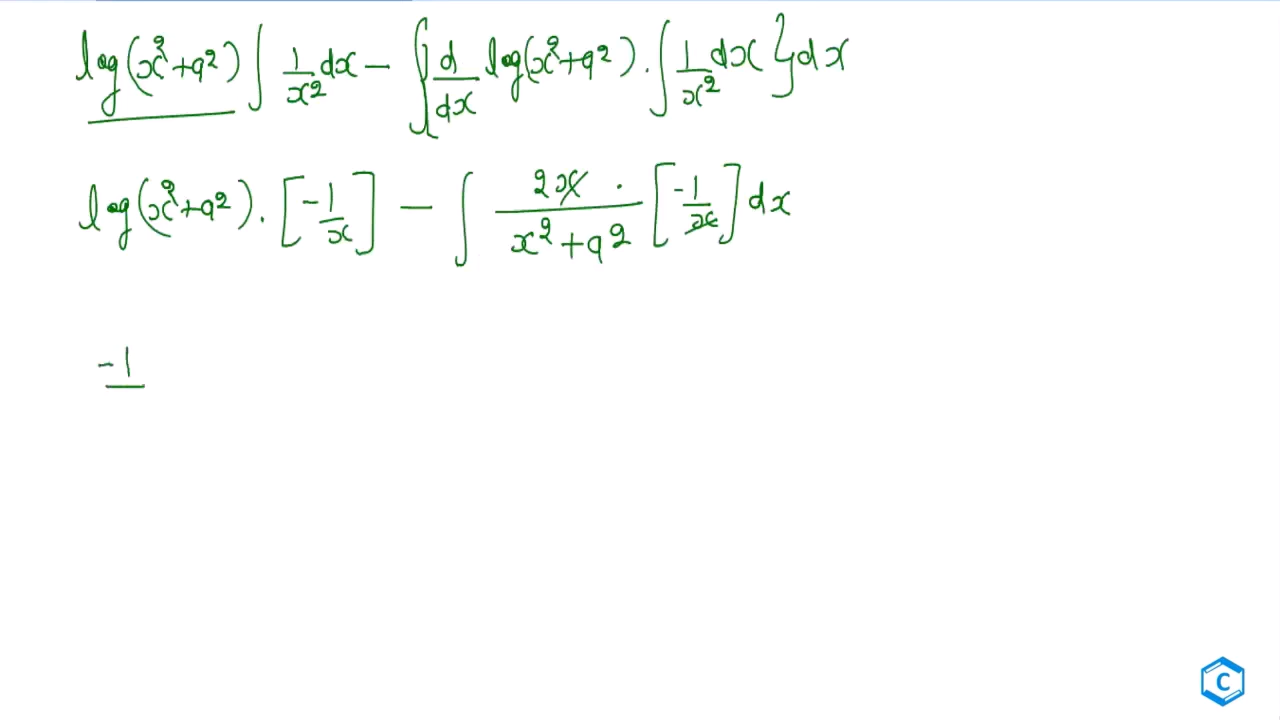 log(x²+a²) ∫ 1/x² dx − ∫{d/dx log(x²+a²). ∫ 1/x² dx}dx
log(x²+a²). [-1/x] − ∫ 2x/(x²+a²) · [-1/x] dx
-1
C